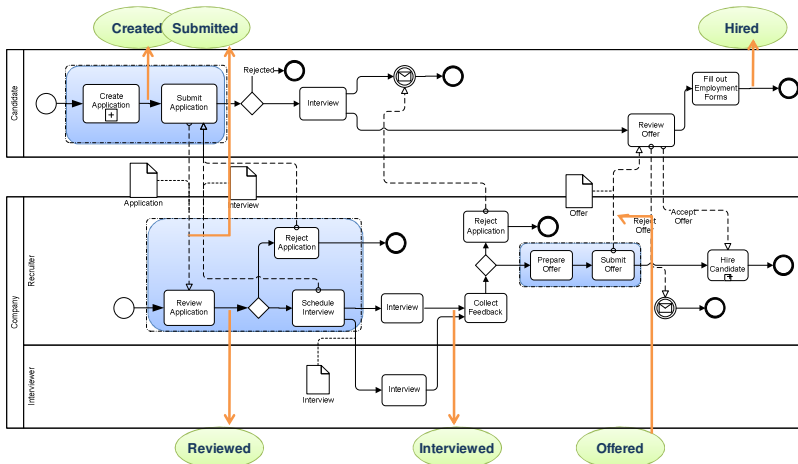 Created
Submitted
Hired
Candidate
Create
Application
Submit
Application
Rejected
Interview
Fill out
Employment
Forms
Review
Offer
Application
Interview
Offer
Company
Recruiter
Reject
Application
Reject
Application
Reject
Offer
Accept
Offer
Review
Application
Schedule
Interview
Interview
Collect
Feedback
Prepare
Offer
Submit
Offer
Hire
Candidate
Interviewer
Interview
Interview
Reviewed
Interviewed
Offered